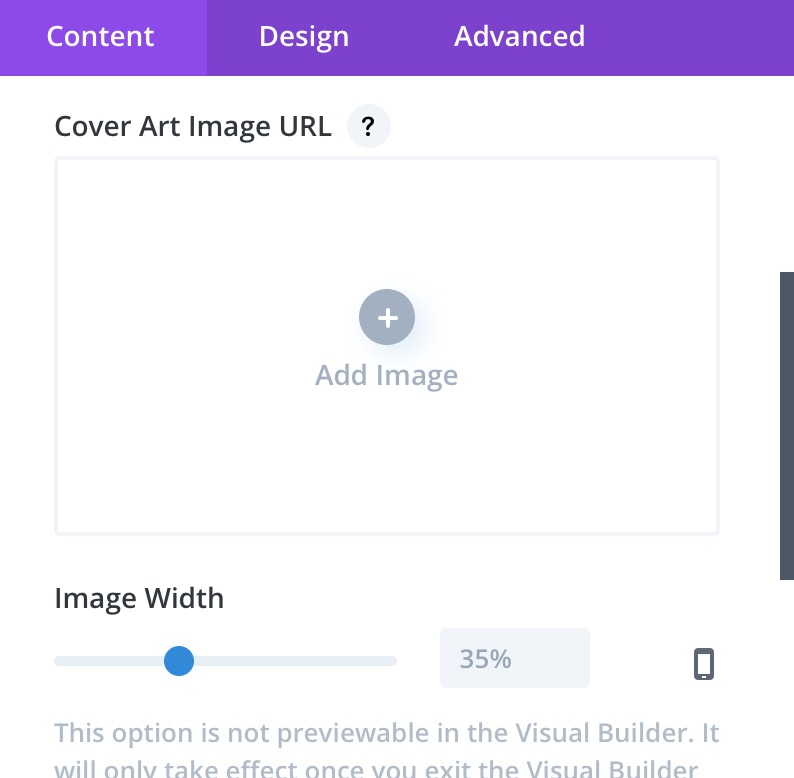 Content Design Advanced
Cover Art Image URL ?
Add Image
Image Width
35%
This option is not previewable in the Visual Builder. It
will only take effect once you exit the Visual Builder